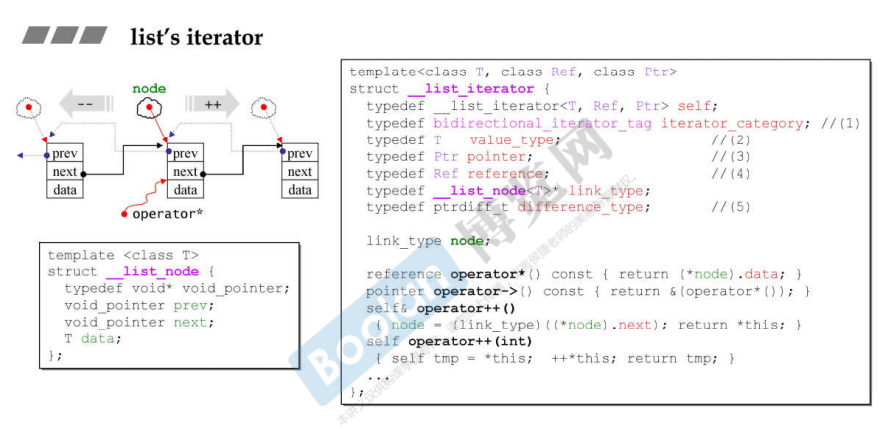 list's iterator
node
-- ++
prev prev prev
next next next
data data data
operator*
template <class T>
struct __list_node {
typedef void* void_pointer;
void_pointer prev;
void_pointer next;
T data;
};
template<class T, class Ref, class Ptr>
struct __list_iterator {
typedef __list_iterator<T, Ref, Ptr> self;
typedef bidirectional_iterator_tag iterator_category; //(1)
typedef T value_type; //(2)
typedef Ptr pointer; //(3)
typedef Ref reference; //(4)
typedef __list_node<T>* link_type;
typedef ptrdiff_t difference_type; //(5)
link_type node;
reference operator*() const { return (*node).data; }
pointer operator->() const { return &(operator*()); }
self& operator++()
{ node = (link_type)((*node).next); return *this; }
self operator++(int)
{ self tmp = *this; ++*this; return tmp; }
...
};
Boolan 博览网